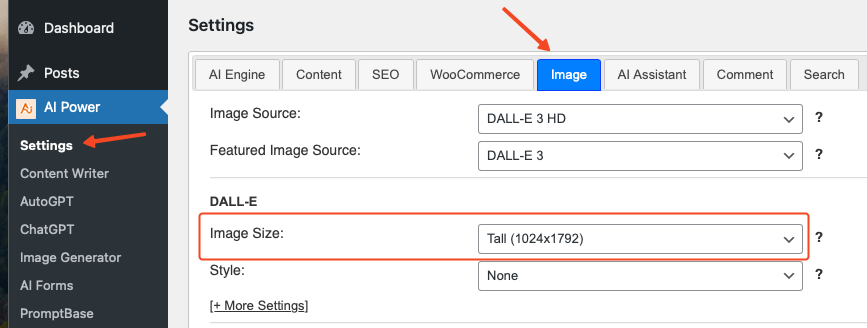 Dashboard
Posts
AI Power
Settings
Content Writer
AutoGPT
ChatGPT
Image Generator
AI Forms
PromptBase
Settings
AI Engine Content SEO WooCommerce Image AI Assistant Comment Search
Image Source: DALL-E 3 HD ?
Featured Image Source: DALL-E 3 ?
DALL-E
Image Size: Tall (1024x1792) ?
Style: None ?
[+ More Settings]